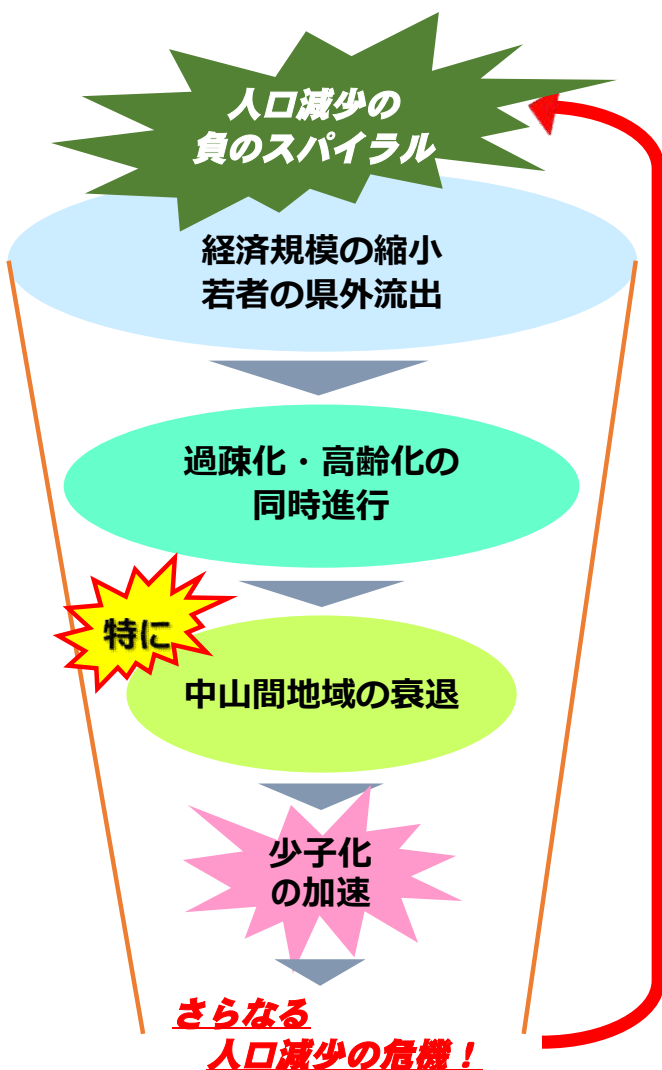 人口減少の
負のスパイラル
経済規模の縮小
若者の県外流出
過疎化・高齢化の
同時進行
特に
中山間地域の衰退
少子化
の加速
さらなる
人口減少の危機！